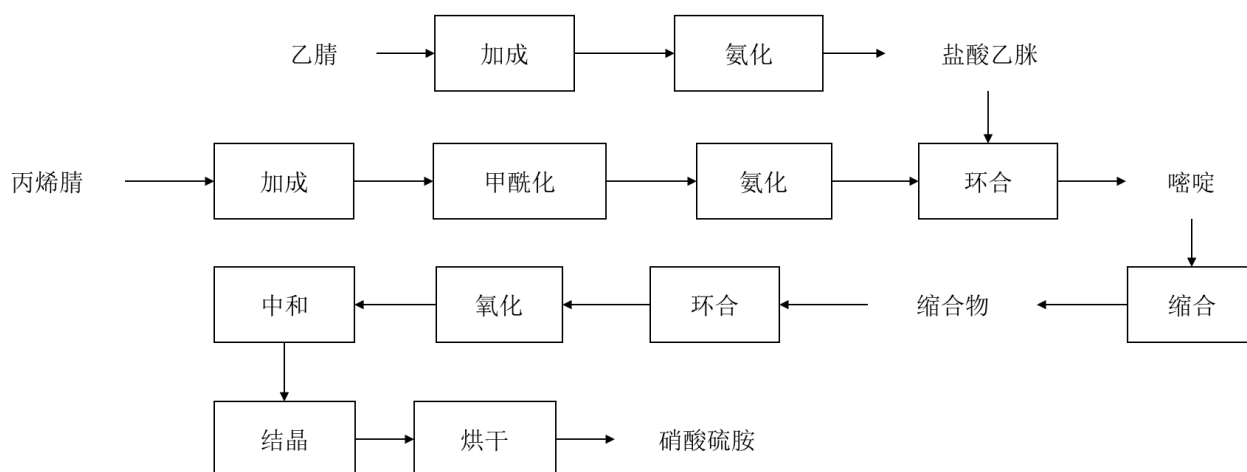 乙腈 加成 氨化 盐酸乙脒
丙烯腈 加成 甲酰化 氨化 环合 嘧啶
中和 氧化 环合 缩合物 缩合
结晶 烘干 硝酸硫胺